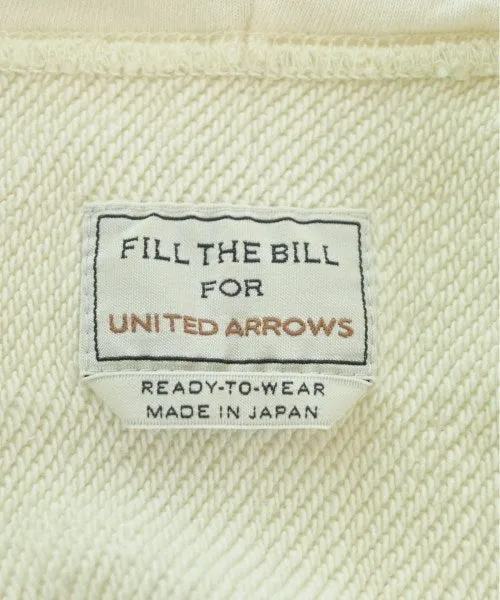 FILL THE BILL
FOR
UNITED ARROWS
READY-TO-WEAR
MADE IN JAPAN